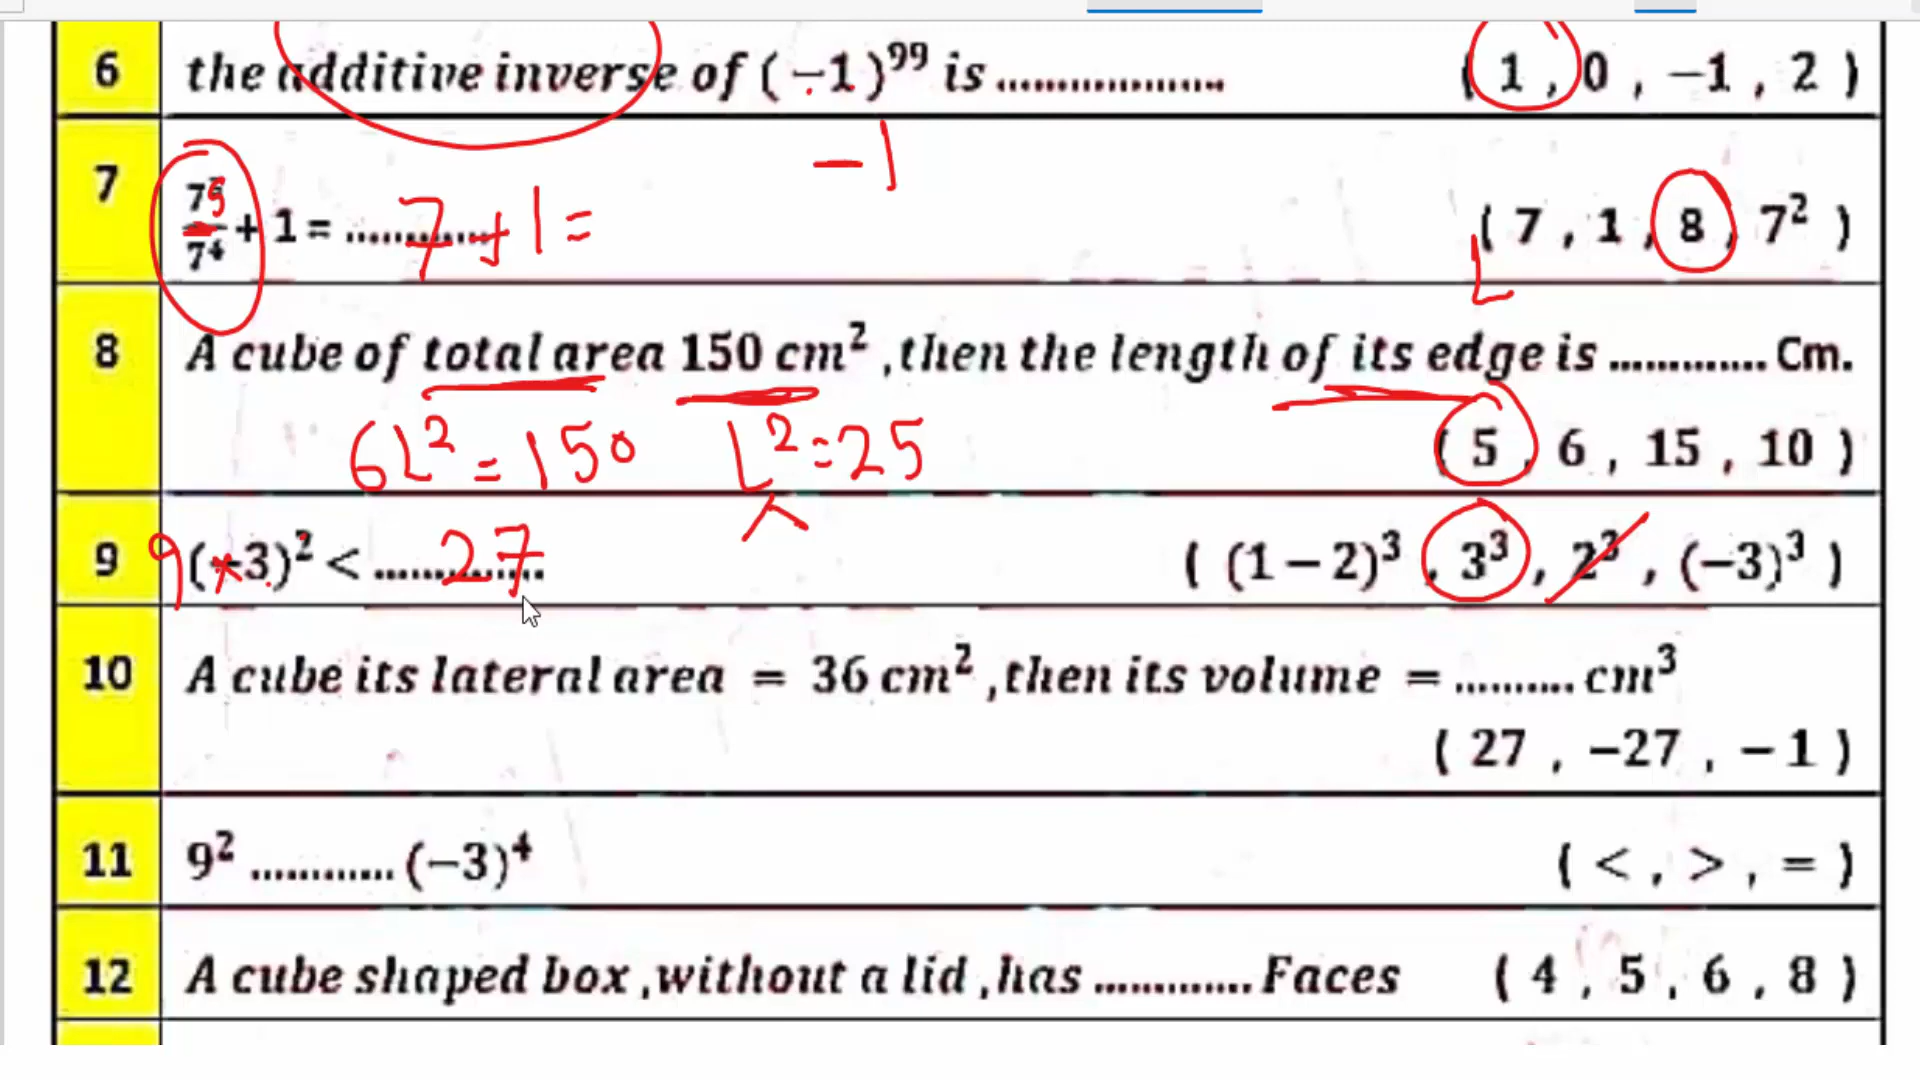 6 the additive inverse of (−1)⁹⁹ is .................. ( 1 , 0 , −1 , 2 )
−1
7 7⁵/7⁴ + 1 = ............ 7 + 1 = ( 7 , 1 , 8 , 7² )
L
8 A cube of total area 150 cm² ,then the length of its edge is ............. Cm.
6L² = 150 L² = 25 ( 5 , 6 , 15 , 10 )
9 9 (−3)² < .............. 27 ( (1 − 2)³ , 3³ , 2³ , (−3)³ )
10 A cube its lateral area = 36 cm² ,then its volume = .......... cm³
( 27 , −27 , − 1 )
11 9² ............ (−3)⁴ ( < , > , = )
12 A cube shaped box ,without a lid ,has ............. Faces ( 4 , 5 , 6 , 8 )